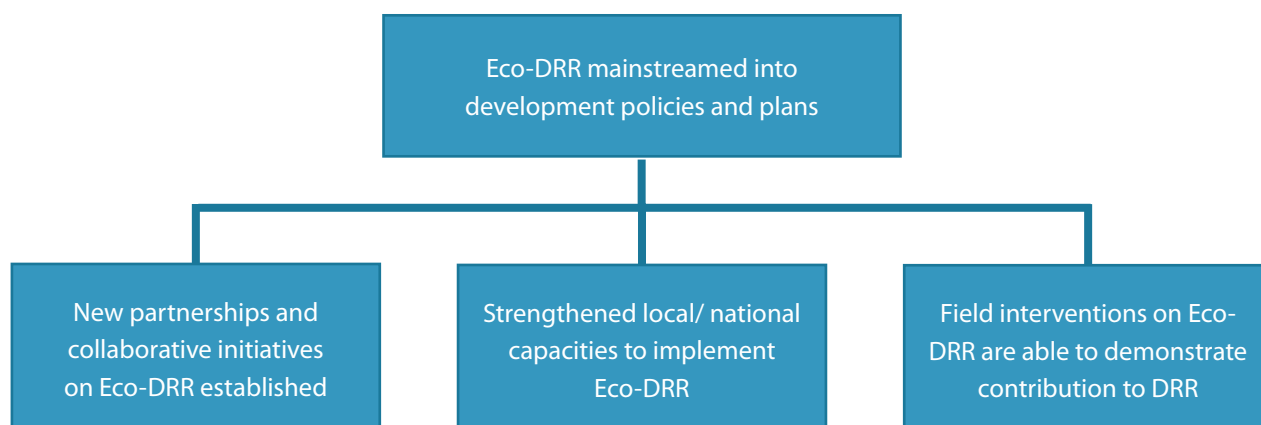 Eco-DRR mainstreamed into
development policies and plans
New partnerships and
collaborative initiatives
on Eco-DRR established
Strengthened local/ national
capacities to implement
Eco-DRR
Field interventions on Eco-
DRR are able to demonstrate
contribution to DRR